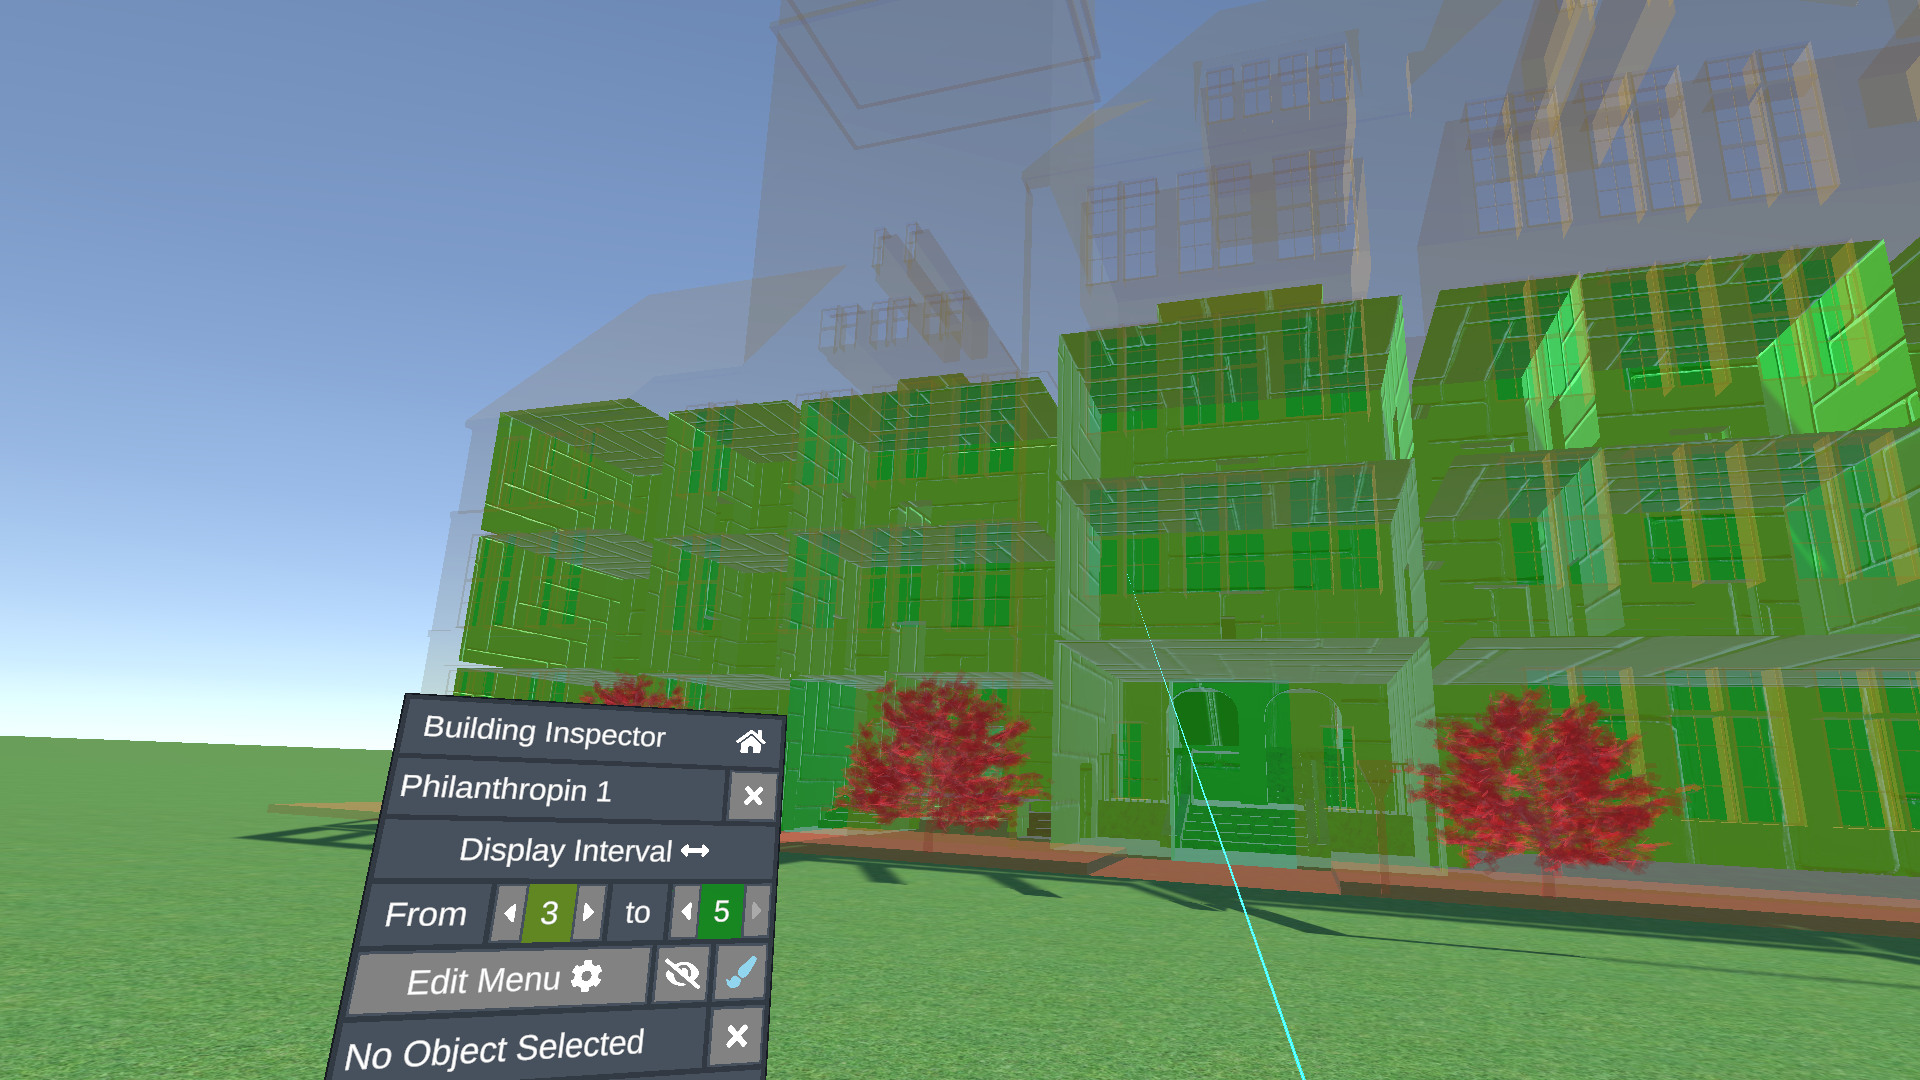 Building Inspector
Philanthropin 1
Display Interval
From 3 to 5
Edit Menu
No Object Selected